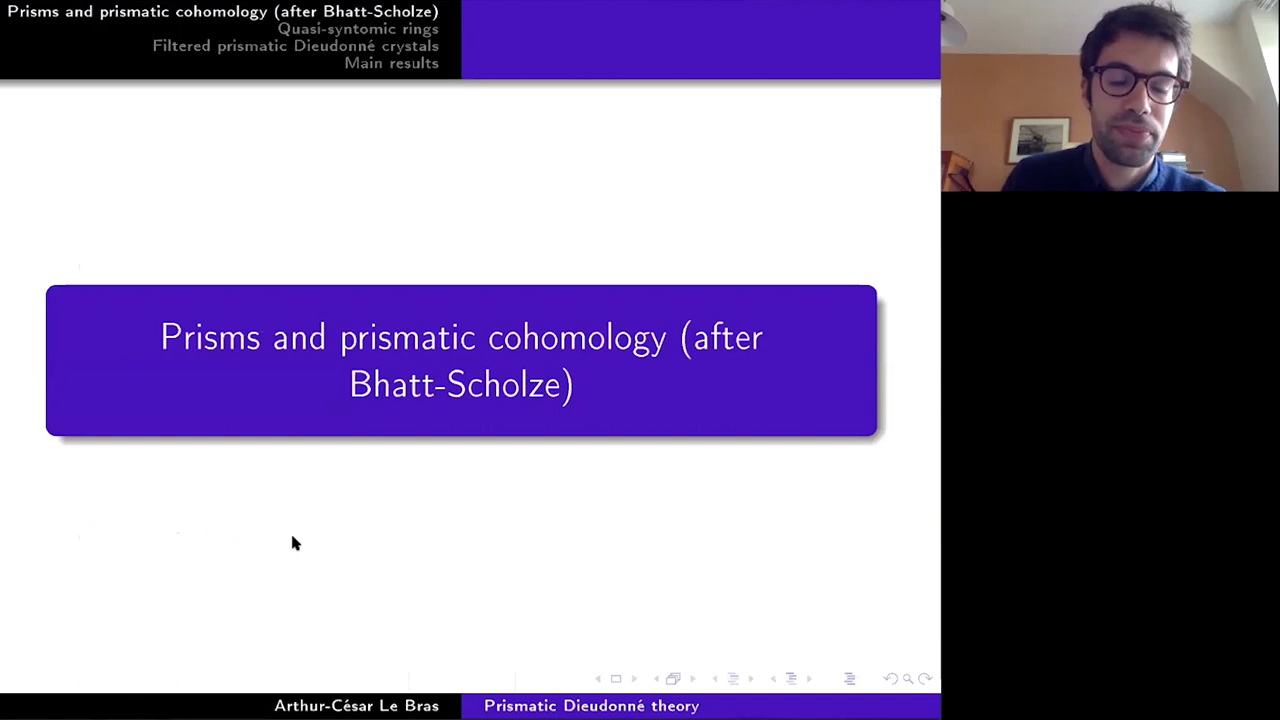 Prisms and prismatic cohomology (after Bhatt-Scholze)
Quasi-syntomic rings
Filtered prismatic Dieudonné crystals
Main results
Prisms and prismatic cohomology (after
Bhatt-Scholze)
Arthur-César Le Bras
Prismatic Dieudonné theory